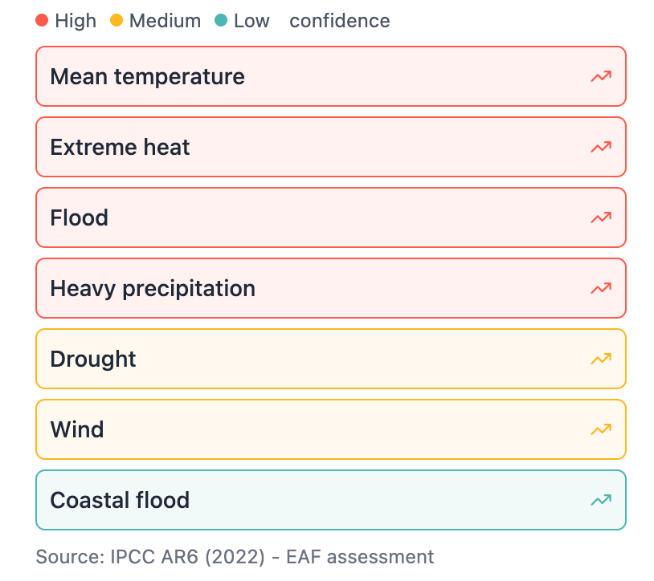 High Medium Low confidence
Mean temperature
Extreme heat
Flood
Heavy precipitation
Drought
Wind
Coastal flood
Source: IPCC AR6 (2022) - EAF assessment